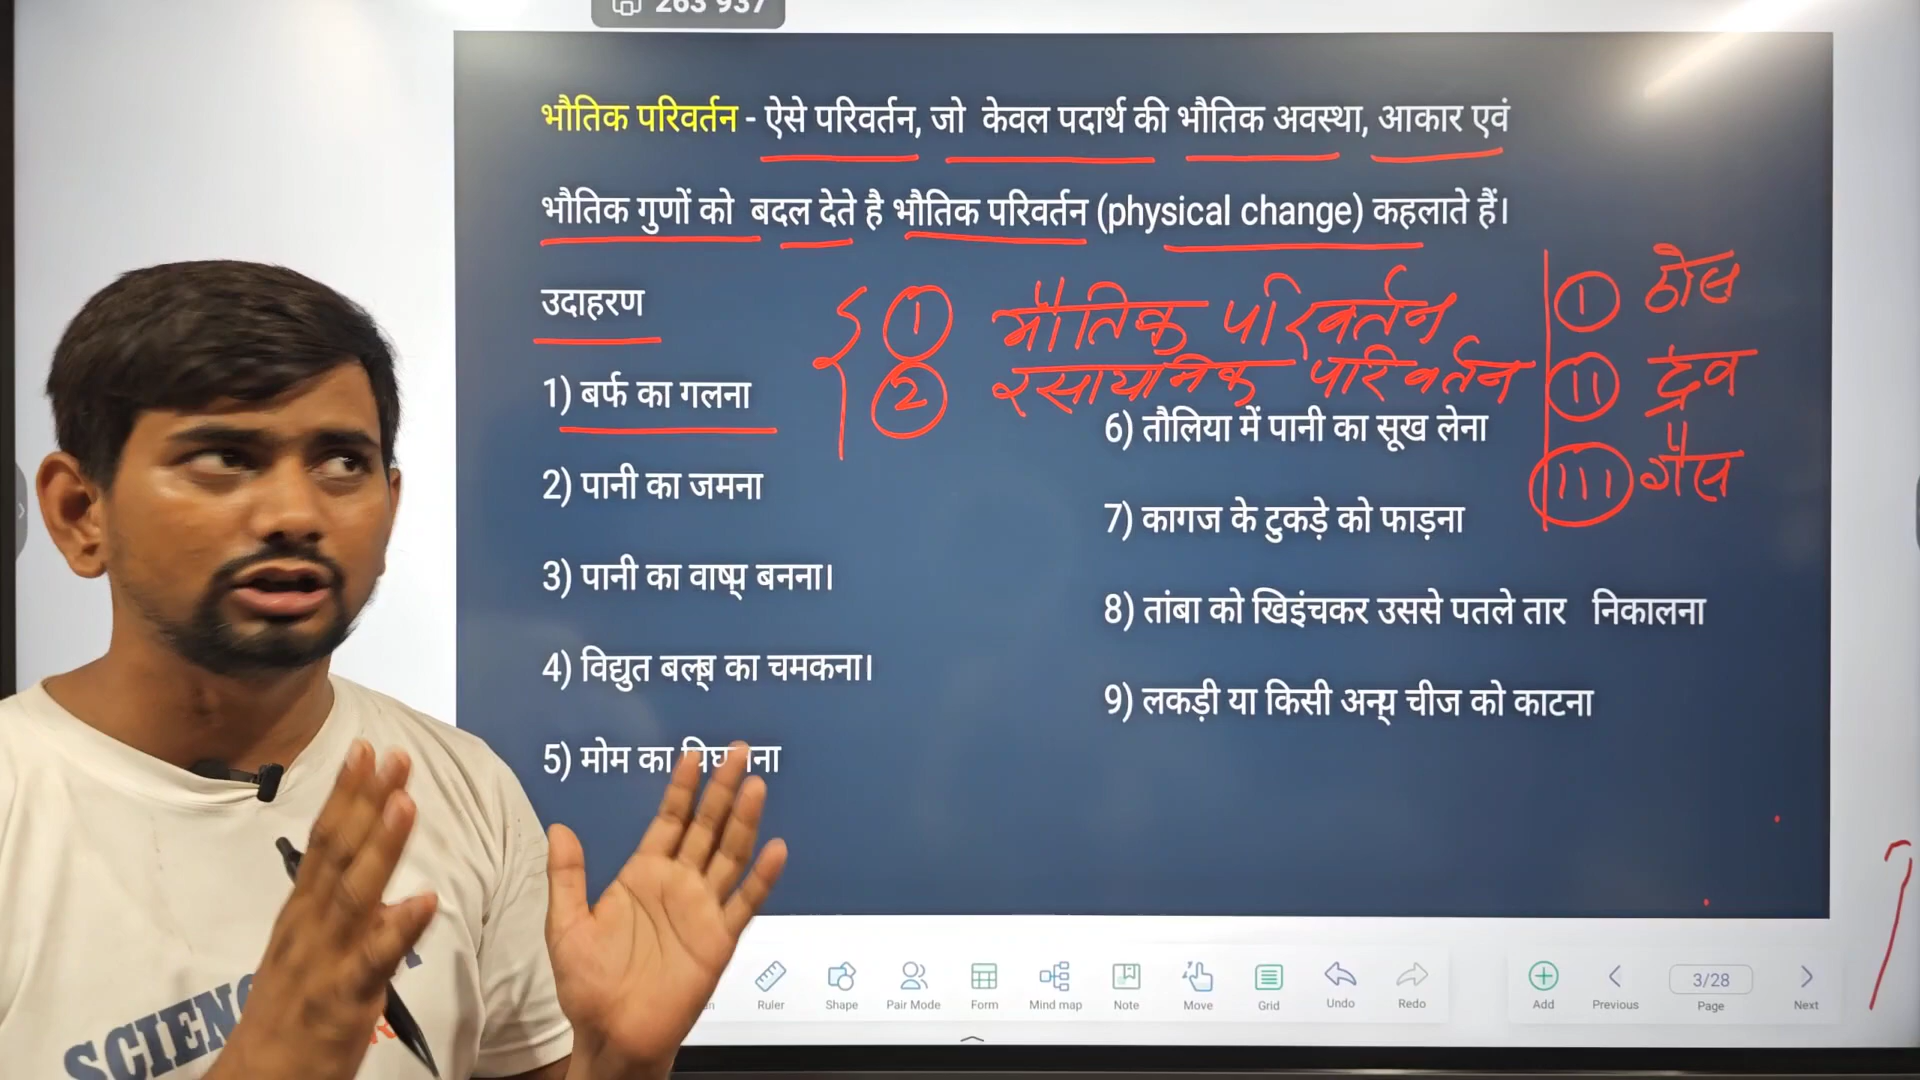 263 937
भौतिक परिवर्तन - ऐसे परिवर्तन, जो केवल पदार्थ की भौतिक अवस्था, आकार एवं
भौतिक गुणों को बदल देते है भौतिक परिवर्तन (physical change) कहलाते हैं।
उदाहरण
1) बर्फ का गलना
2) पानी का जमना
3) पानी का वाष्प बनना।
4) विद्युत बल्ब का चमकना।
5) मोम का
① भौतिक परिवर्तन
② रसायनिक परिवर्तन
6) तौलिया में पानी का सूख लेना
7) कागज के टुकड़े को फाड़ना
8) तांबा को खिइंचकर उससे पतले तार निकालना
9) लकड़ी या किसी अन्य चीज को काटना
I ठोस
II द्रव
III गैस
Ruler Shape Pair Mode Form Mind map Note Move Grid Undo Redo
Add Previous 3/28 Page Next